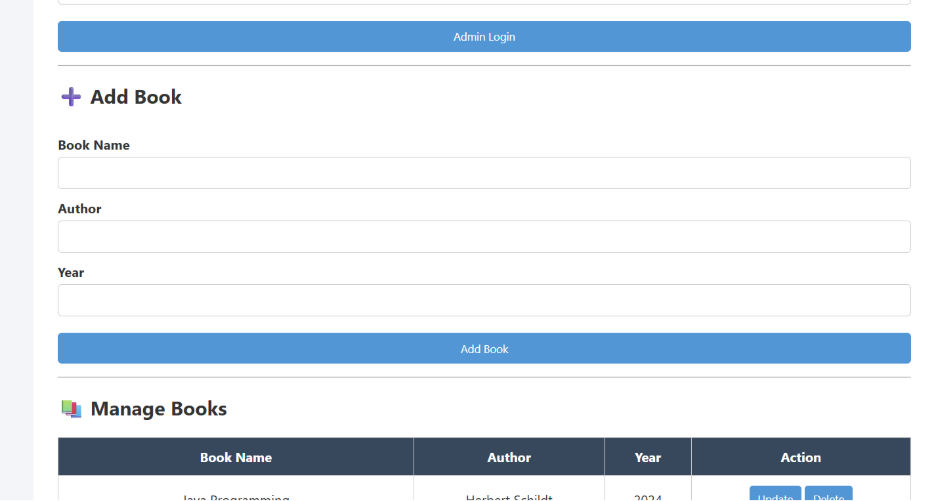 Admin Login
Add Book
Book Name
Author
Year
Add Book
Manage Books
Book Name Author Year Action
Java Programming Herbert Schildt 2024 Update Delete